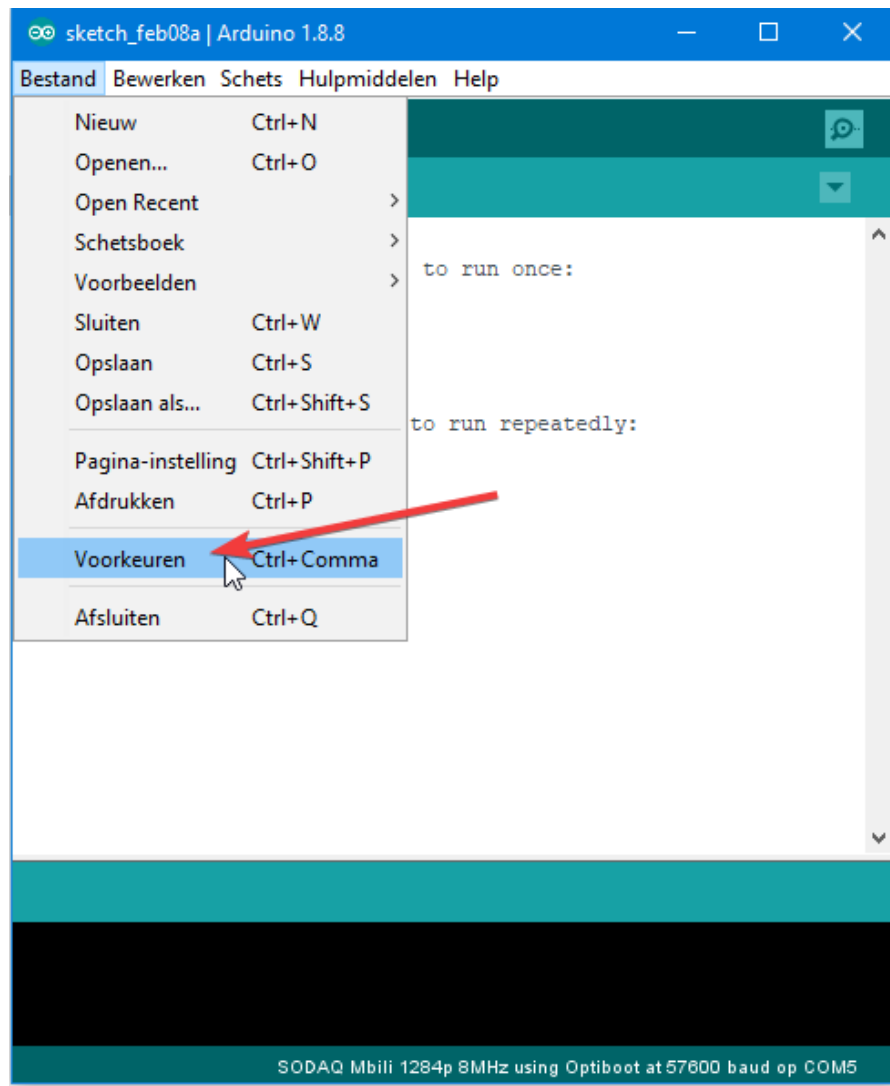 sketch_feb08a | Arduino 1.8.8
Bestand Bewerken Schets Hulpmiddelen Help
Nieuw Ctrl+N
Openen... Ctrl+O
Open Recent
Schetsboek
Voorbeelden
to run once:
Sluiten Ctrl+W
Opslaan Ctrl+S
Opslaan als... Ctrl+Shift+S
to run repeatedly:
Pagina-instelling Ctrl+Shift+P
Afdrukken Ctrl+P
Voorkeuren Ctrl+Comma
Afsluiten Ctrl+Q
SODAQ Mbili 1284p 8MHz using Optiboot at 57600 baud op COM5